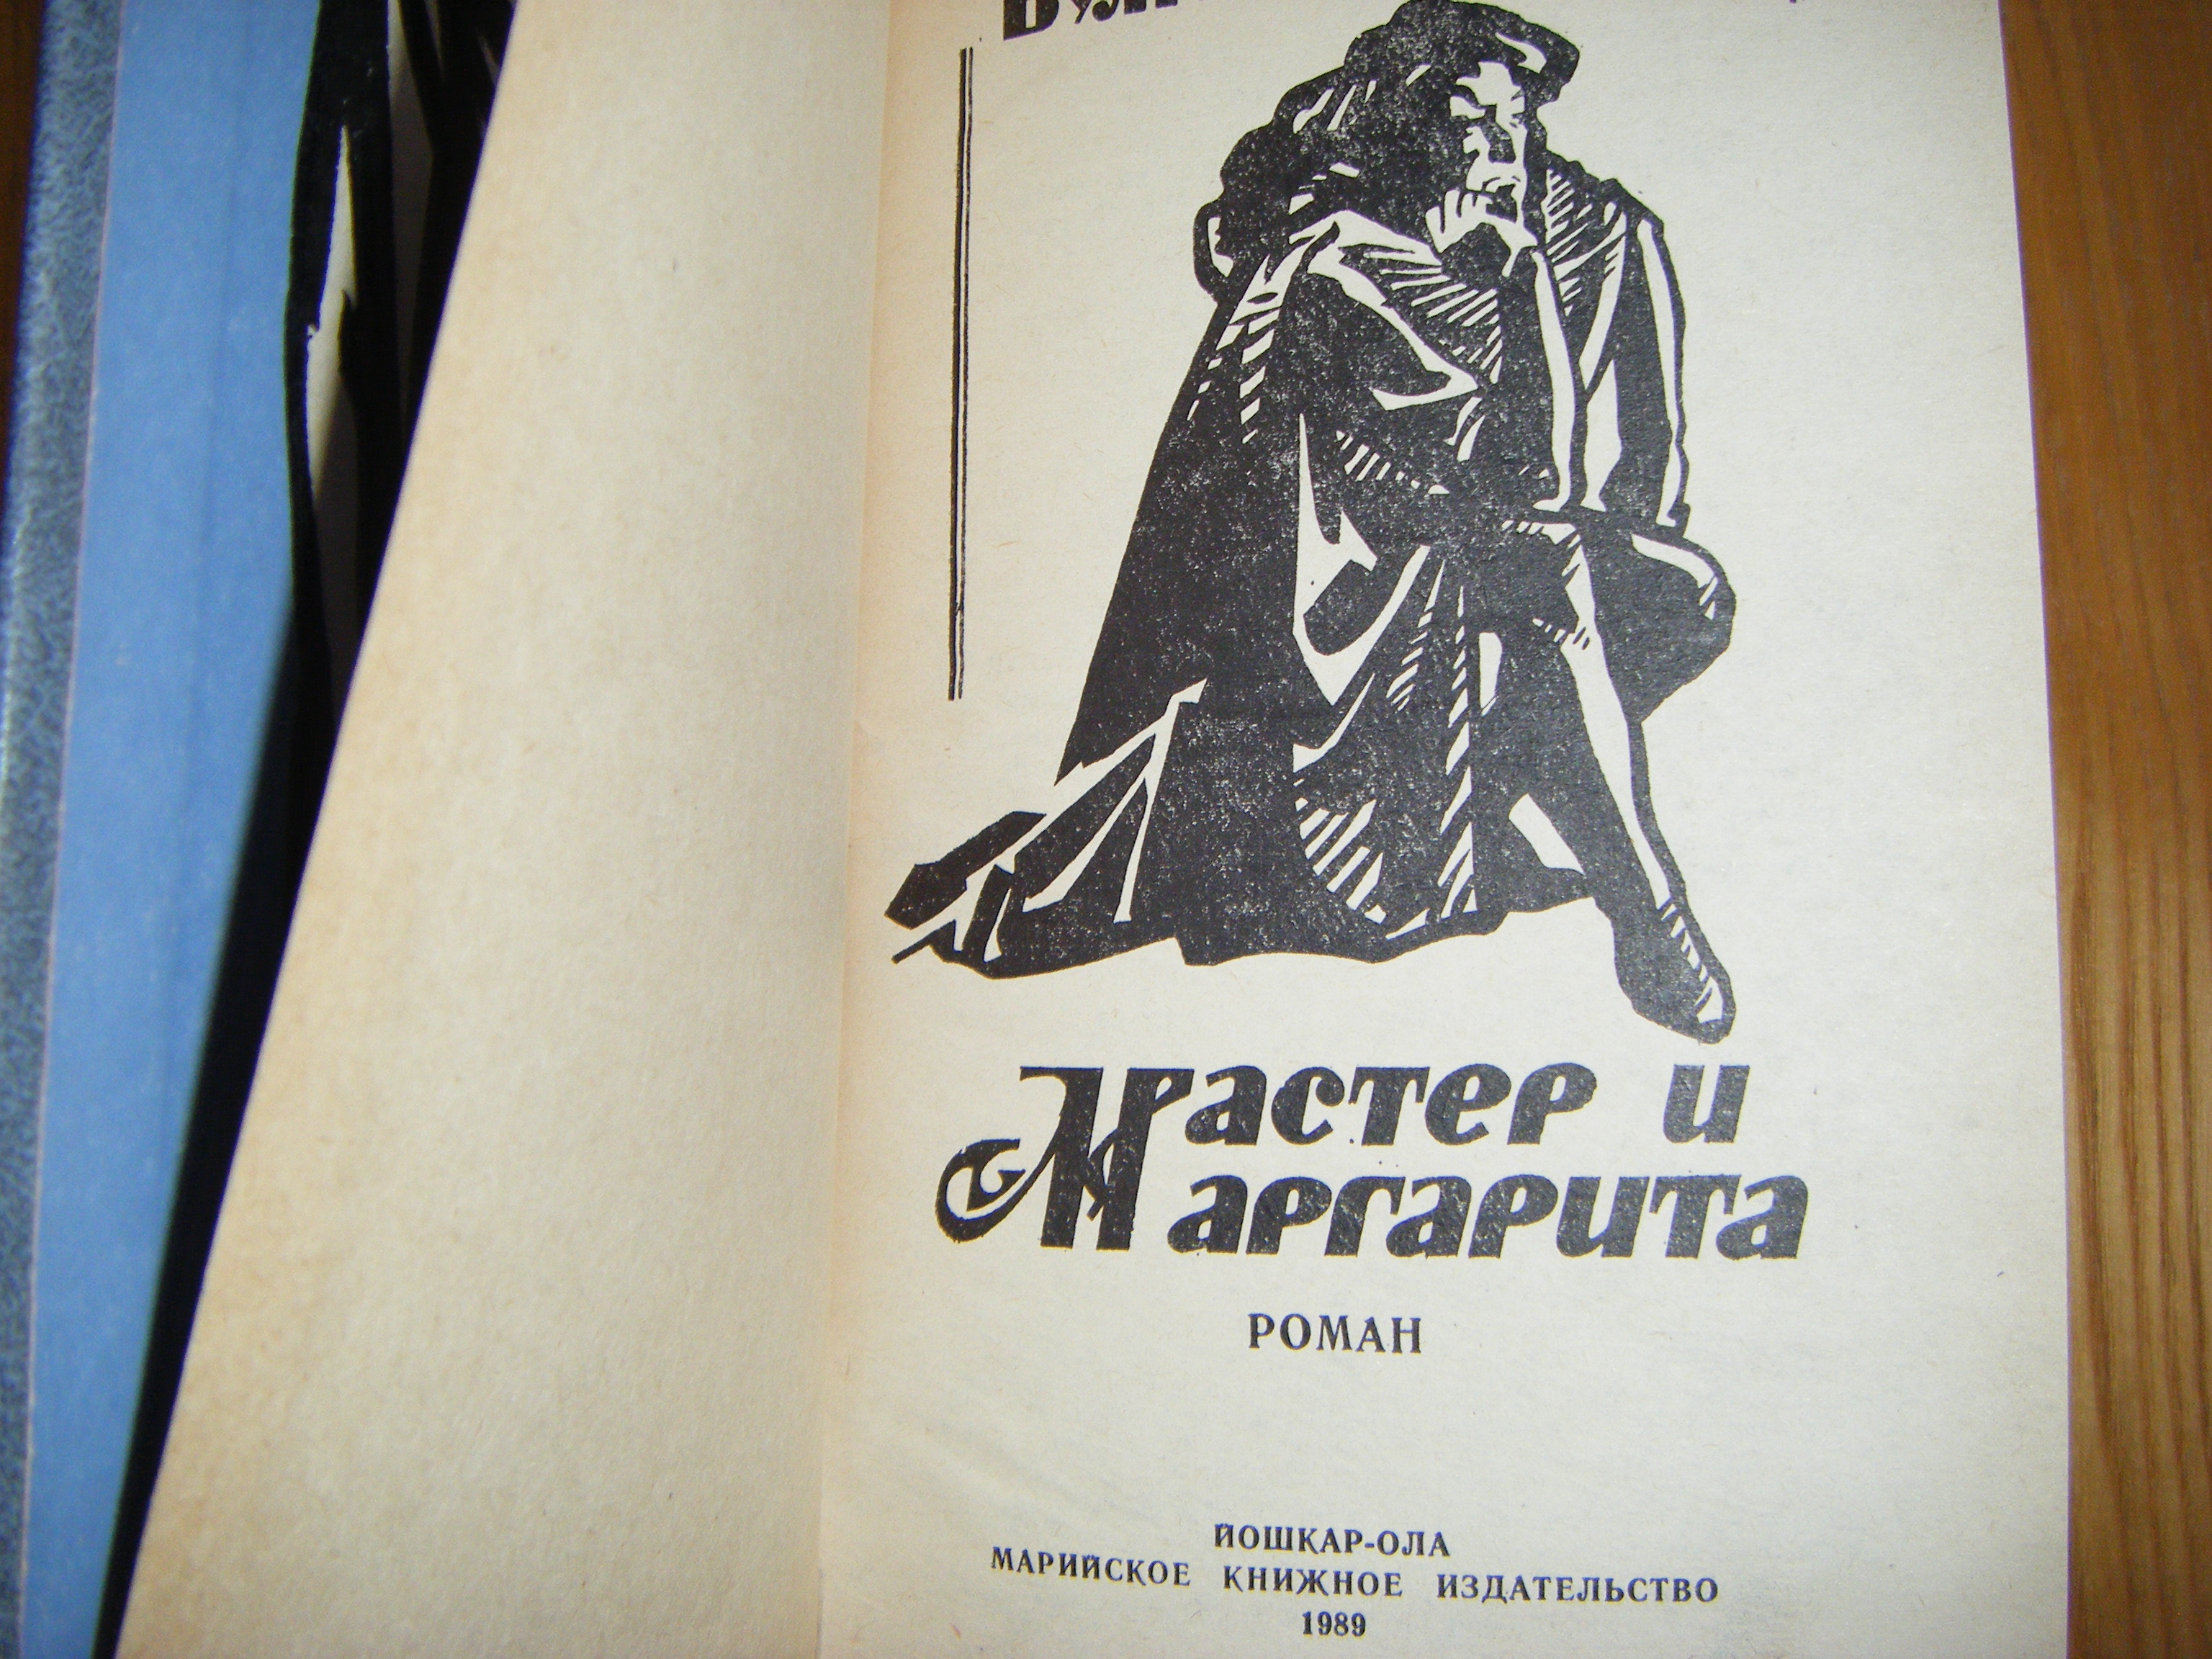 Мастер и
Маргарита
РОМАН
ЙОШКАР-ОЛА
МАРИЙСКОЕ КНИЖНОЕ ИЗДАТЕЛЬСТВО
1989